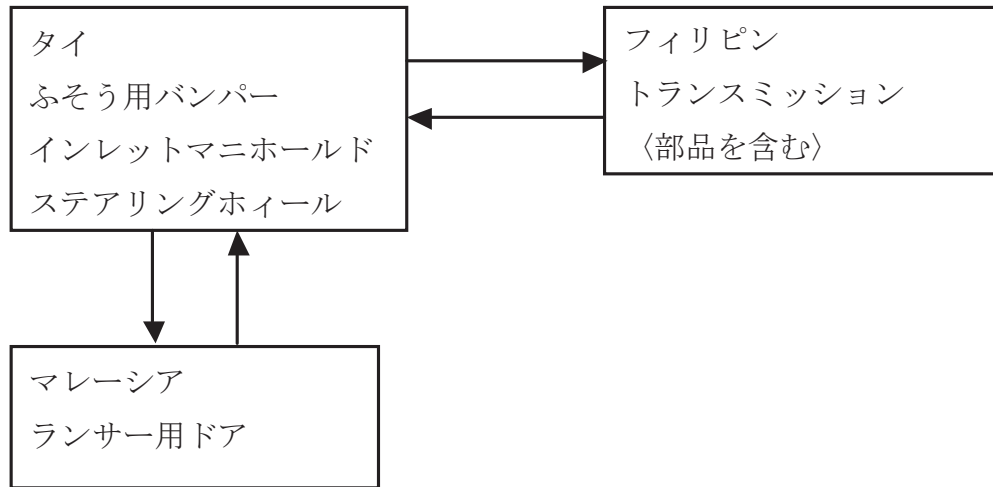 タイ
ふそう用バンパー
インレットマニホールド
ステアリングホィール
フィリピン
トランスミッション
〈部品を含む〉
マレーシア
ランサー用ドア